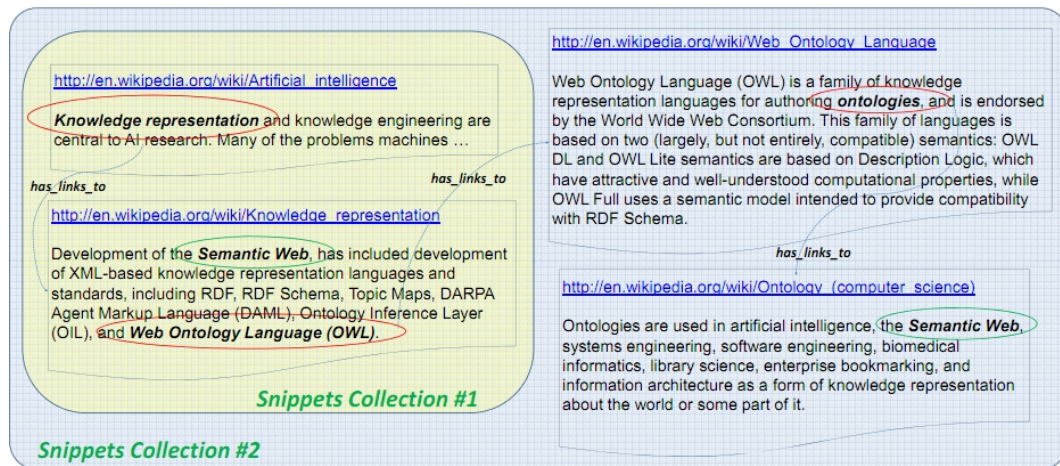 http://en.wikipedia.org/wiki/Artificial_intelligence
Knowledge representation and knowledge engineering are
central to AI research. Many of the problems machines …
has_links_to
has_links_to
http://en.wikipedia.org/wiki/Knowledge_representation
Development of the Semantic Web, has included development
of XML-based knowledge representation languages and
standards, including RDF, RDF Schema, Topic Maps, DARPA
Agent Markup Language (DAML), Ontology Inference Layer
(OIL), and Web Ontology Language (OWL).
Snippets Collection #1
Snippets Collection #2
http://en.wikipedia.org/wiki/Web_Ontology_Language
Web Ontology Language (OWL) is a family of knowledge
representation languages for authoring ontologies, and is endorsed
by the World Wide Web Consortium. This family of languages is
based on two (largely, but not entirely, compatible) semantics: OWL
DL and OWL Lite semantics are based on Description Logic, which
have attractive and well-understood computational properties, while
OWL Full uses a semantic model intended to provide compatibility
with RDF Schema.
has_links_to
http://en.wikipedia.org/wiki/Ontology_(computer_science)
Ontologies are used in artificial intelligence, the Semantic Web,
systems engineering, software engineering, biomedical
informatics, library science, enterprise bookmarking, and
information architecture as a form of knowledge representation
about the world or some part of it.